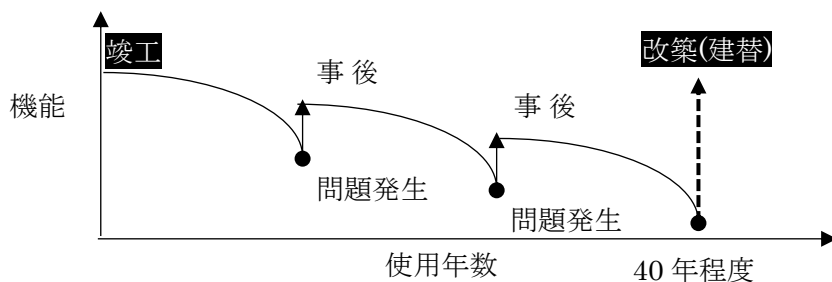 竣工
改築(建替)
事 後
事 後
機能
問題発生
問題発生
使用年数
40 年程度